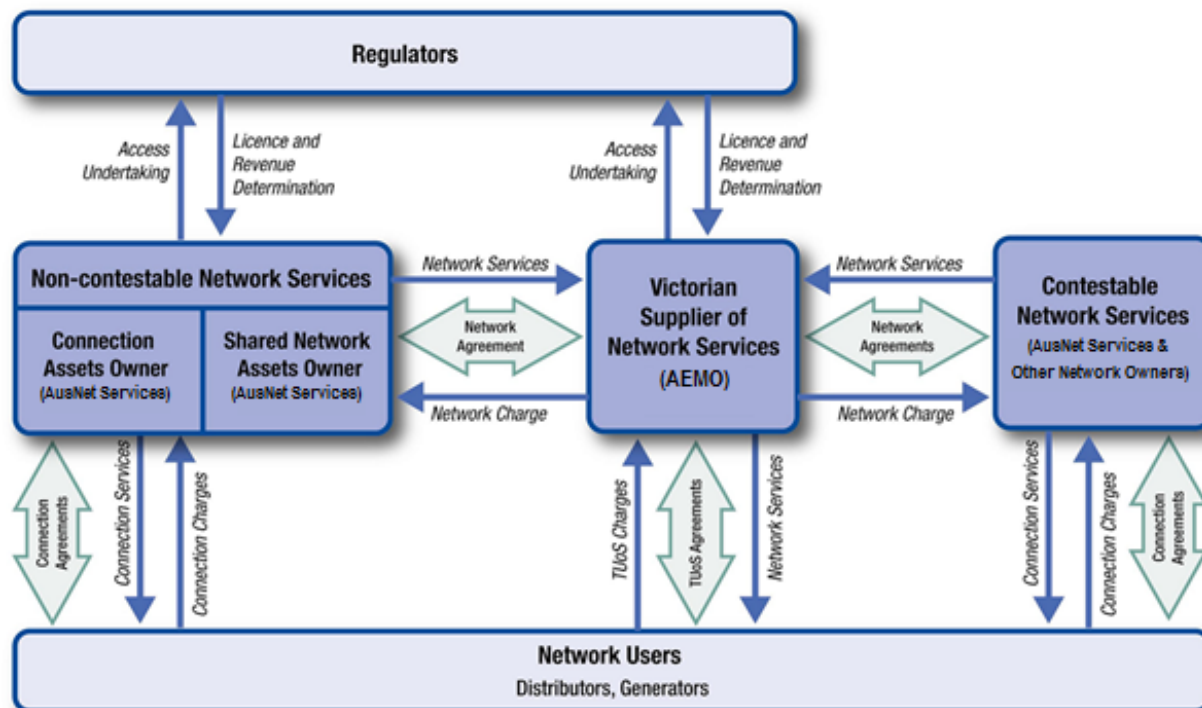 Regulators
Access
Undertaking
Licence and
Revenue
Determination
Access
Undertaking
Licence and
Revenue
Determination
Non-contestable Network Services
Connection
Assets Owner
(AusNet Services)
Shared Network
Assets Owner
(AusNet Services)
Network Services
Network
Agreement
Network Charge
Victorian
Supplier of
Network Services
(AEMO)
Network Services
Network
Agreements
Network Charge
Contestable
Network Services
(AusNet Services &
Other Network Owners)
Connection
Agreements
Connection Services
Connection Charges
TUoS Charges
TUoS Agreements
Network Services
Connection Services
Connection Charges
Connection
Agreements
Network Users
Distributors, Generators